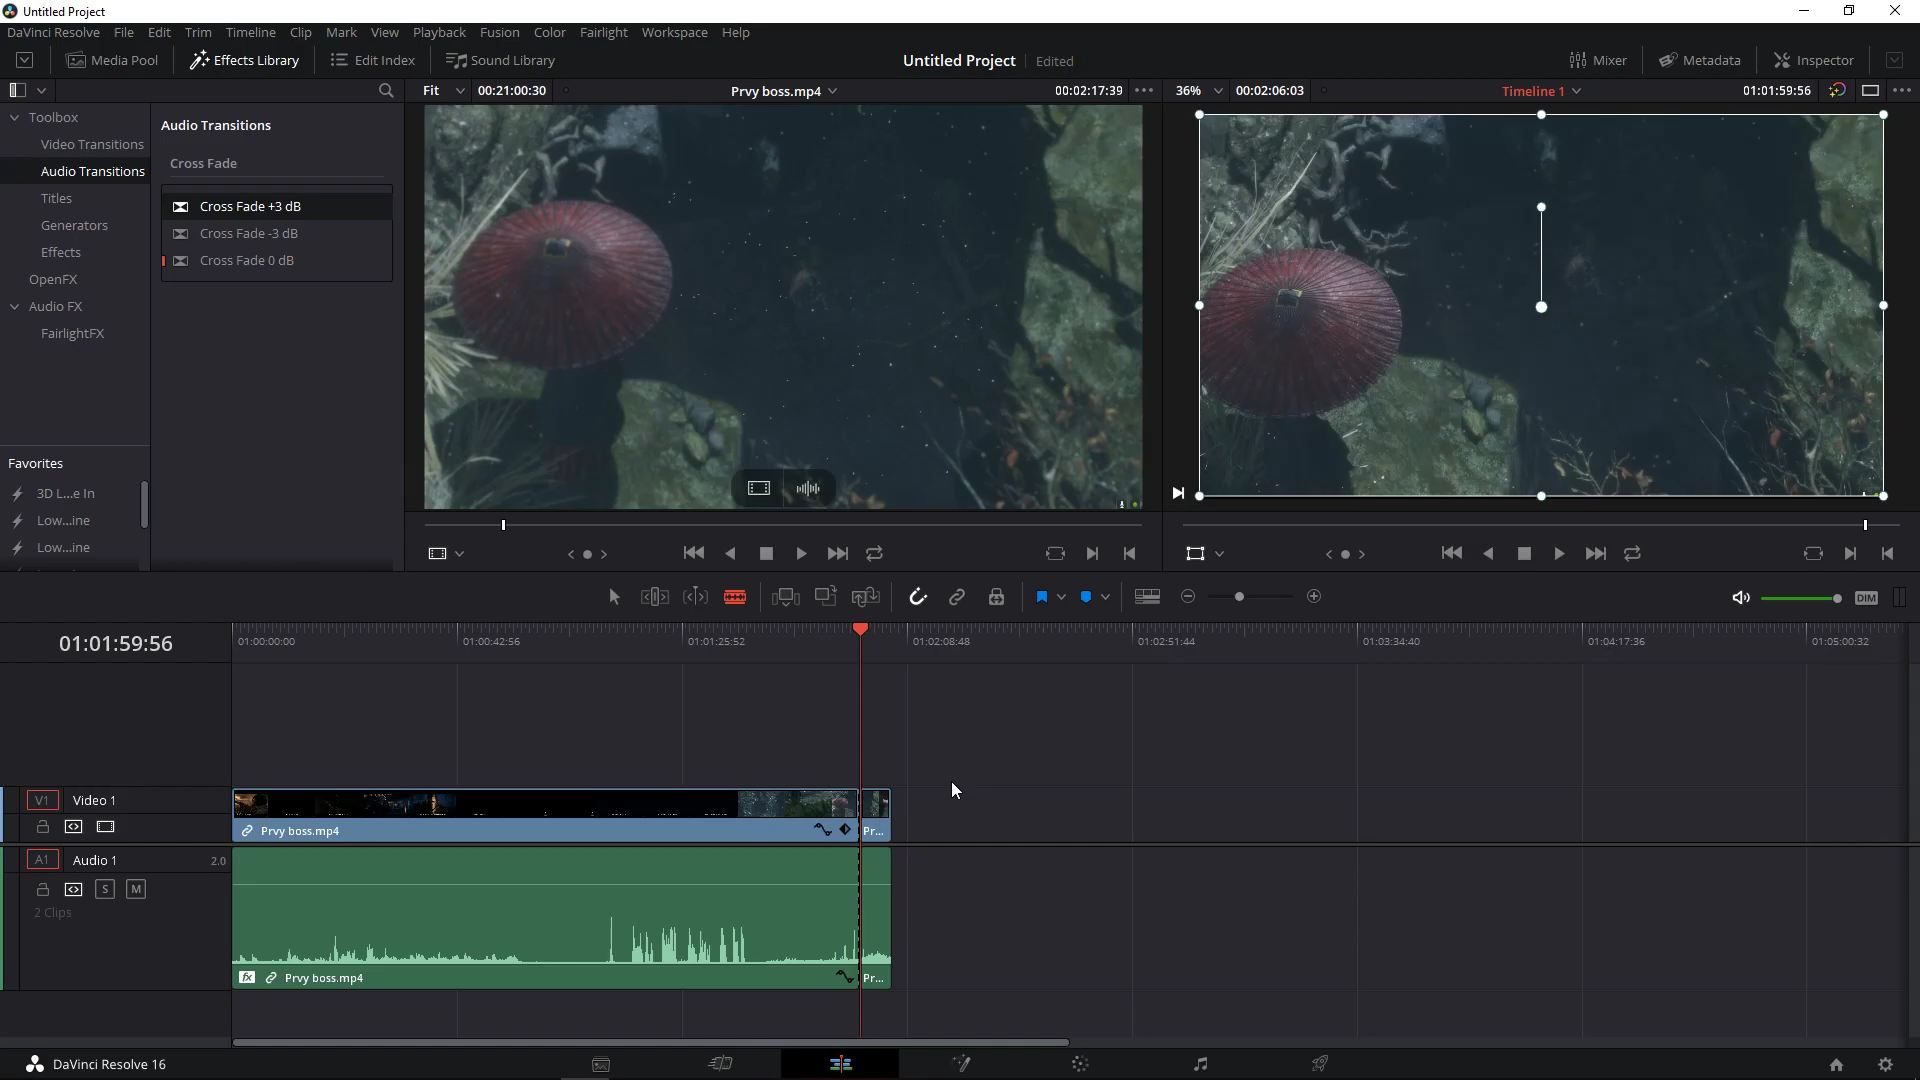 Untitled Project
DaVinci Resolve File Edit Trim Timeline Clip Mark View Playback Fusion Color Fairlight Workspace Help
Media Pool Effects Library Edit Index Sound Library Untitled Project Edited Mixer Metadata Inspector
Fit 00:21:00:30 Prvy boss.mp4 00:02:17:39 36% 00:02:06:03 Timeline 1 01:01:59:56
Toolbox
Video Transitions
Audio Transitions
Titles
Generators
Effects
OpenFX
Audio FX
FairlightFX
Audio Transitions
Cross Fade
Cross Fade +3 dB
Cross Fade -3 dB
Cross Fade 0 dB
Favorites
3D L...e In
Low...ine
Low...ine
DIM
01:01:59:56
01:00:00:00 01:00:42:56 01:01:25:52 01:02:08:48 01:02:51:44 01:03:34:40 01:04:17:36 01:05:00:32
V1 Video 1
Prvy boss.mp4 Pr...
A1 Audio 1 2.0
S M
2 Clips
fx Prvy boss.mp4 Pr...
DaVinci Resolve 16